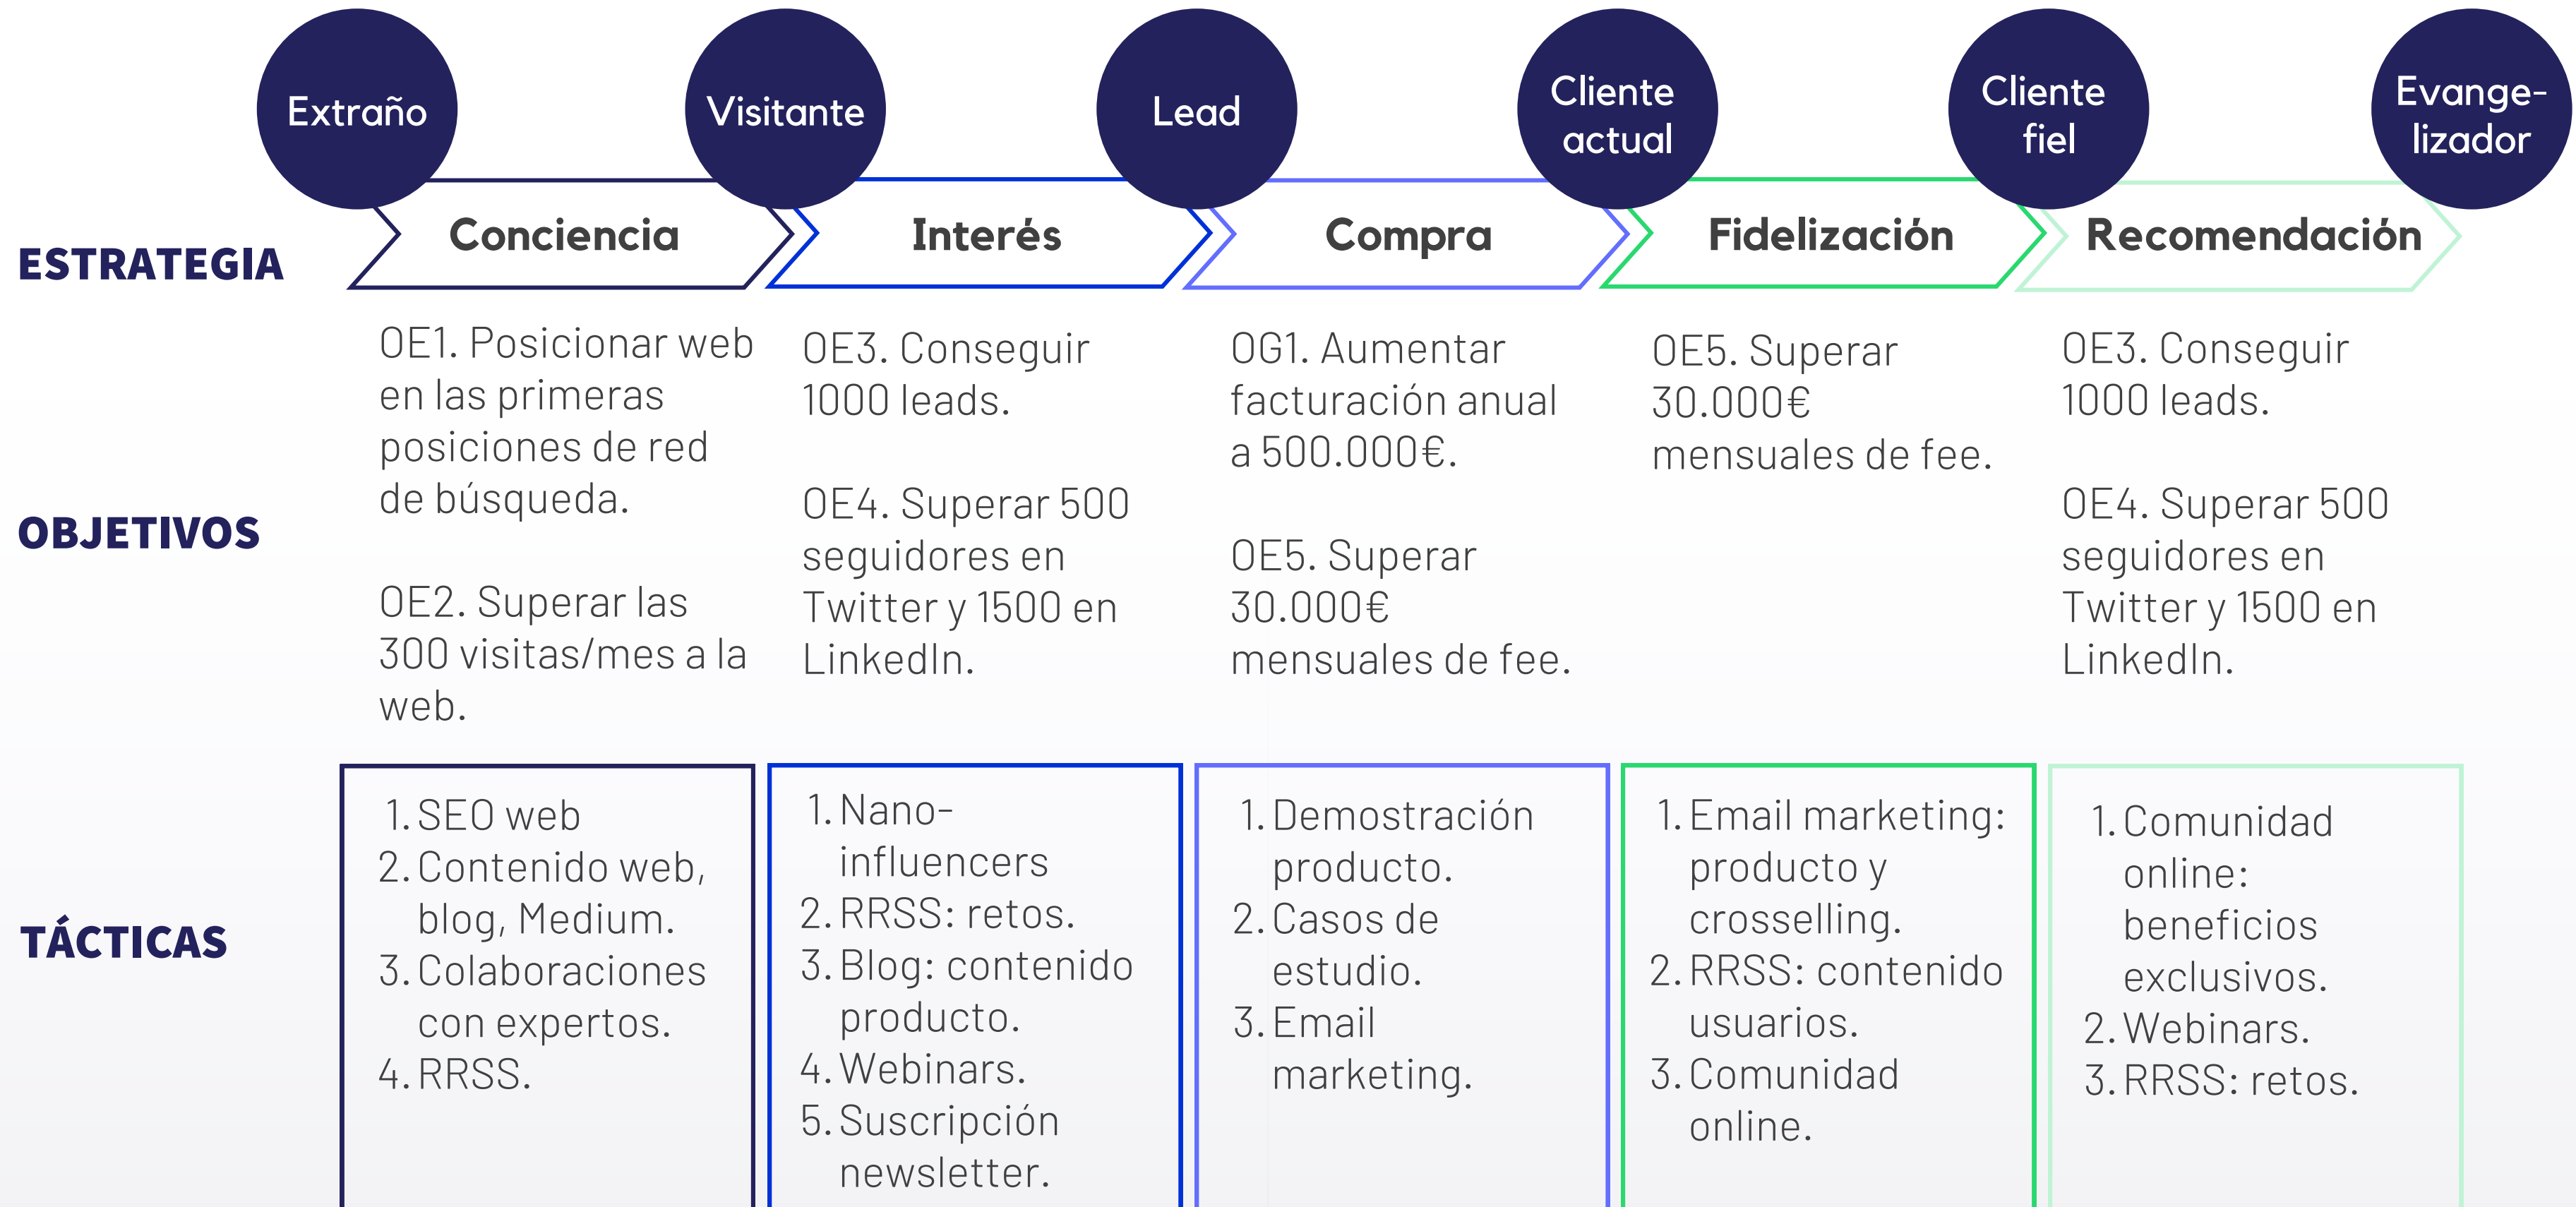 Extraño
Visitante
Lead
Cliente
actual
Cliente
fiel
Evange-
lizador
ESTRATEGIA
Conciencia
Interés
Compra
Fidelización
Recomendación
OBJETIVOS
OE1. Posicionar web
en las primeras
posiciones de red
de búsqueda.
OE2. Superar las
300 visitas/mes a la
web.
OE3. Conseguir
1000 leads.
OE4. Superar 500
seguidores en
Twitter y 1500 en
LinkedIn.
OG1. Aumentar
facturación anual
a 500.000€.
OE5. Superar
30.000€
mensuales de fee.
OE5. Superar
30.000€
mensuales de fee.
OE3. Conseguir
1000 leads.
OE4. Superar 500
seguidores en
Twitter y 1500 en
LinkedIn.
TÁCTICAS
1. SEO web
2. Contenido web,
blog, Medium.
3. Colaboraciones
con expertos.
4. RRSS.
1. Nano-
influencers
2. RRSS: retos.
3. Blog: contenido
producto.
4. Webinars.
5. Suscripción
newsletter.
1. Demostración
producto.
2. Casos de
estudio.
3. Email
marketing.
1. Email marketing:
producto y
crosselling.
2. RRSS: contenido
usuarios.
3. Comunidad
online.
1. Comunidad
online:
beneficios
exclusivos.
2. Webinars.
3. RRSS: retos.